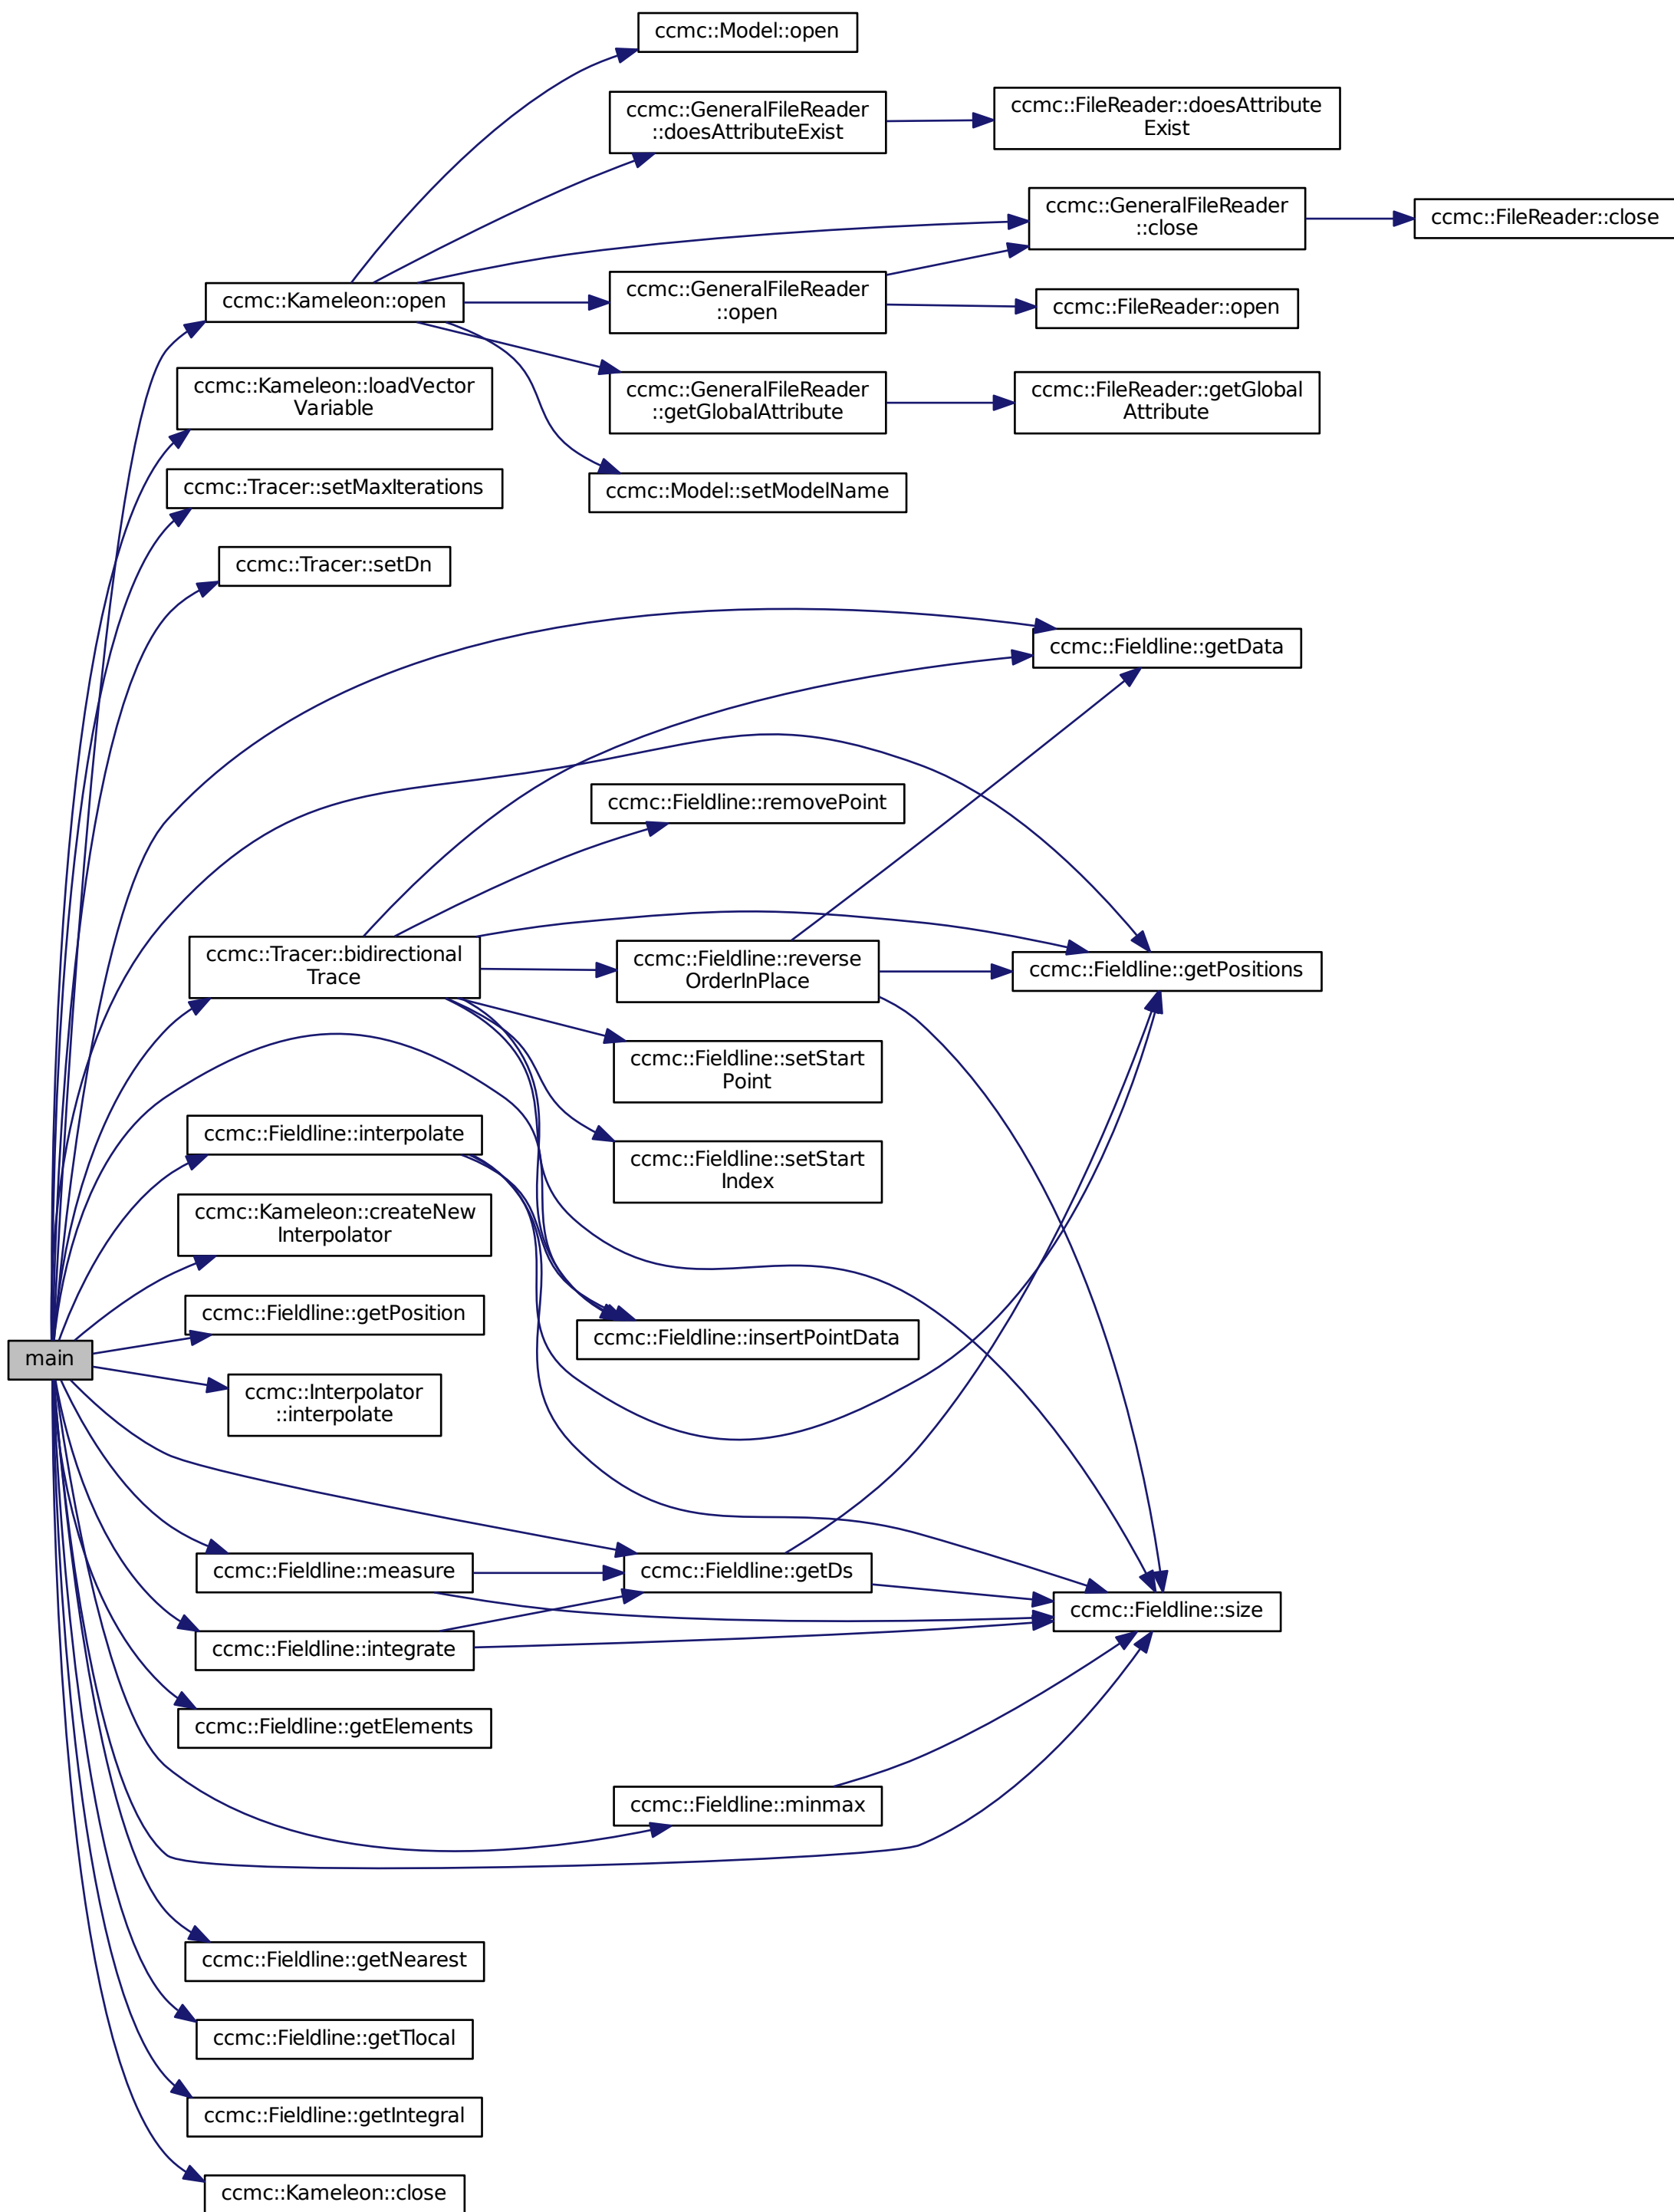 ccmc::Model::open
ccmc::GeneralFileReader
::doesAttributeExist
ccmc::FileReader::doesAttribute
Exist
ccmc::GeneralFileReader
::close
ccmc::FileReader::close
ccmc::Kameleon::open
ccmc::GeneralFileReader
::open
ccmc::FileReader::open
ccmc::Kameleon::loadVector
Variable
ccmc::GeneralFileReader
::getGlobalAttribute
ccmc::FileReader::getGlobal
Attribute
ccmc::Tracer::setMaxIterations
ccmc::Model::setModelName
ccmc::Tracer::setDn
ccmc::Fieldline::getData
ccmc::Fieldline::removePoint
ccmc::Tracer::bidirectional
Trace
ccmc::Fieldline::reverse
OrderInPlace
ccmc::Fieldline::getPositions
ccmc::Fieldline::setStart
Point
ccmc::Fieldline::interpolate
ccmc::Fieldline::setStart
Index
ccmc::Kameleon::createNew
Interpolator
ccmc::Fieldline::getPosition
ccmc::Fieldline::insertPointData
main
ccmc::Interpolator
::interpolate
ccmc::Fieldline::measure
ccmc::Fieldline::getDs
ccmc::Fieldline::size
ccmc::Fieldline::integrate
ccmc::Fieldline::getElements
ccmc::Fieldline::minmax
ccmc::Fieldline::getNearest
ccmc::Fieldline::getTlocal
ccmc::Fieldline::getIntegral
ccmc::Kameleon::close